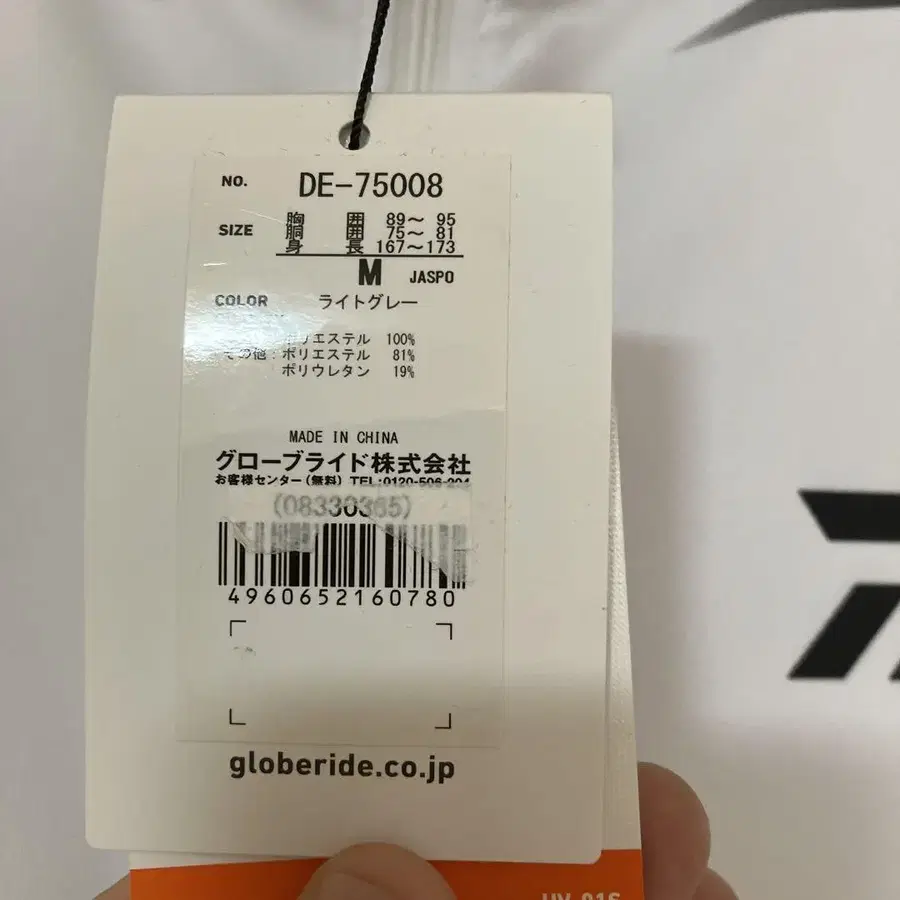 NO. DE-75008
SIZE 胸 囲 89～ 95
胴 囲 75～ 81
身 長 167～173
M JASPO
COLOR ライトグレー
ポリエステル 100%
その他:ポリエステル 81%
ポリウレタン 19%
MADE IN CHINA
グローブライド株式会社
お客様センター(無料) TEL:0120-506-204
(08330365)
4960652160780
globeride.co.jp